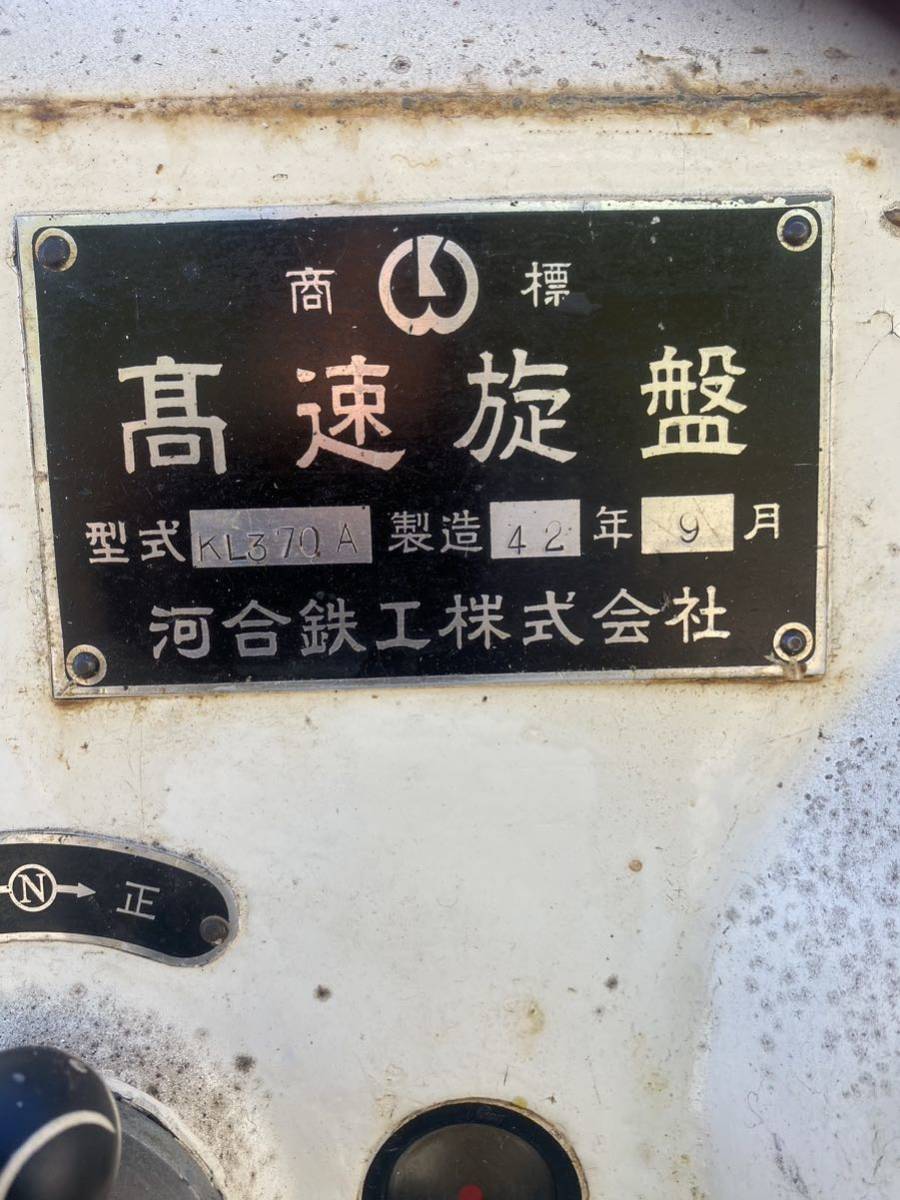 商 標
髙速旋盤
型式 KL370A 製造 42 年 9 月
河合鉄工株式会社
N 正